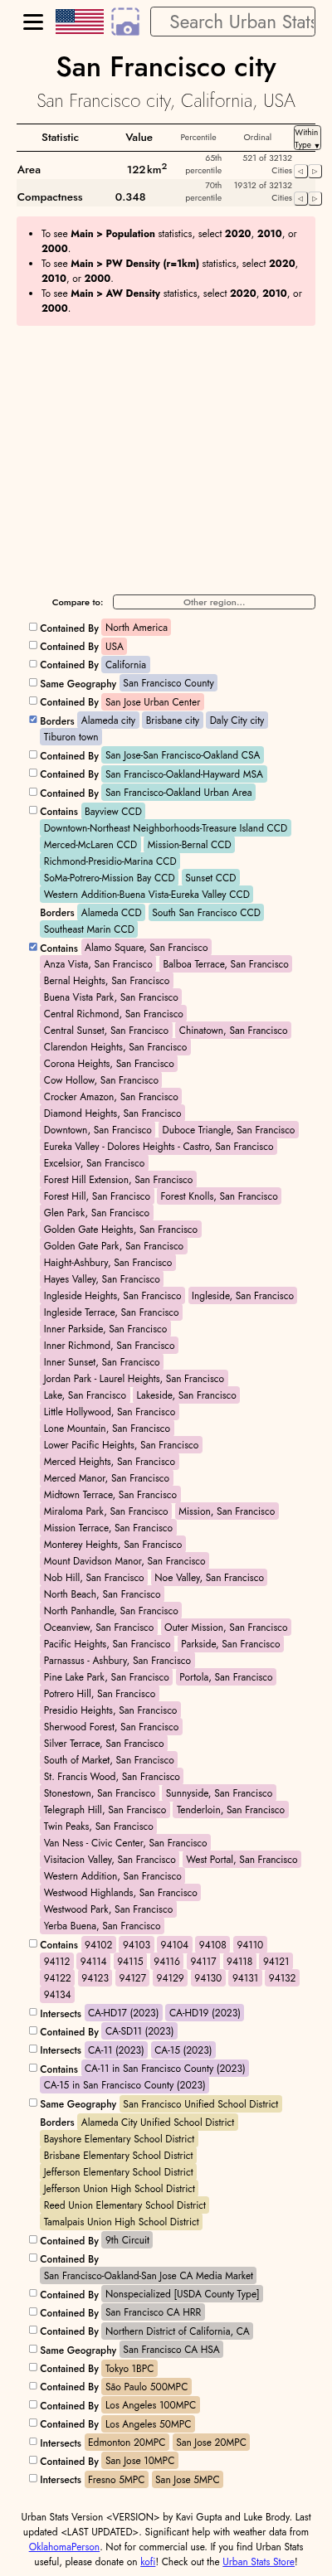 Search Urban Stats
San Francisco city
San Francisco city, California, USA
Statistic Value Percentile Ordinal Within Type ▼
Area 122 km² 65th percentile 521 of 32132 Cities ◁ ▷
Compactness 0.348 70th percentile 19312 of 32132 Cities ◁ ▷
• To see Main > Population statistics, select 2020, 2010, or
2000.
• To see Main > PW Density (r=1km) statistics, select 2020,
2010, or 2000.
• To see Main > AW Density statistics, select 2020, 2010, or
2000.
Compare to: Other region...
Contained By North America
Contained By USA
Contained By California
Same Geography San Francisco County
Contained By San Jose Urban Center
Borders Alameda city Brisbane city Daly City city
Tiburon town
Contained By San Jose-San Francisco-Oakland CSA
Contained By San Francisco-Oakland-Hayward MSA
Contained By San Francisco-Oakland Urban Area
Contains Bayview CCD
Downtown-Northeast Neighborhoods-Treasure Island CCD
Merced-McLaren CCD Mission-Bernal CCD
Richmond-Presidio-Marina CCD
SoMa-Potrero-Mission Bay CCD Sunset CCD
Western Addition-Buena Vista-Eureka Valley CCD
Borders Alameda CCD South San Francisco CCD
Southeast Marin CCD
Contains Alamo Square, San Francisco
Anza Vista, San Francisco Balboa Terrace, San Francisco
Bernal Heights, San Francisco
Buena Vista Park, San Francisco
Central Richmond, San Francisco
Central Sunset, San Francisco Chinatown, San Francisco
Clarendon Heights, San Francisco
Corona Heights, San Francisco
Cow Hollow, San Francisco
Crocker Amazon, San Francisco
Diamond Heights, San Francisco
Downtown, San Francisco Duboce Triangle, San Francisco
Eureka Valley - Dolores Heights - Castro, San Francisco
Excelsior, San Francisco
Forest Hill Extension, San Francisco
Forest Hill, San Francisco Forest Knolls, San Francisco
Glen Park, San Francisco
Golden Gate Heights, San Francisco
Golden Gate Park, San Francisco
Haight-Ashbury, San Francisco
Hayes Valley, San Francisco
Ingleside Heights, San Francisco Ingleside, San Francisco
Ingleside Terrace, San Francisco
Inner Parkside, San Francisco
Inner Richmond, San Francisco
Inner Sunset, San Francisco
Jordan Park - Laurel Heights, San Francisco
Lake, San Francisco Lakeside, San Francisco
Little Hollywood, San Francisco
Lone Mountain, San Francisco
Lower Pacific Heights, San Francisco
Merced Heights, San Francisco
Merced Manor, San Francisco
Midtown Terrace, San Francisco
Miraloma Park, San Francisco Mission, San Francisco
Mission Terrace, San Francisco
Monterey Heights, San Francisco
Mount Davidson Manor, San Francisco
Nob Hill, San Francisco Noe Valley, San Francisco
North Beach, San Francisco
North Panhandle, San Francisco
Oceanview, San Francisco Outer Mission, San Francisco
Pacific Heights, San Francisco Parkside, San Francisco
Parnassus - Ashbury, San Francisco
Pine Lake Park, San Francisco Portola, San Francisco
Potrero Hill, San Francisco
Presidio Heights, San Francisco
Sherwood Forest, San Francisco
Silver Terrace, San Francisco
South of Market, San Francisco
St. Francis Wood, San Francisco
Stonestown, San Francisco Sunnyside, San Francisco
Telegraph Hill, San Francisco Tenderloin, San Francisco
Twin Peaks, San Francisco
Van Ness - Civic Center, San Francisco
Visitacion Valley, San Francisco West Portal, San Francisco
Western Addition, San Francisco
Westwood Highlands, San Francisco
Westwood Park, San Francisco
Yerba Buena, San Francisco
Contains 94102 94103 94104 94108 94110
94112 94114 94115 94116 94117 94118 94121
94122 94123 94127 94129 94130 94131 94132
94134
Intersects CA-HD17 (2023) CA-HD19 (2023)
Contained By CA-SD11 (2023)
Intersects CA-11 (2023) CA-15 (2023)
Contains CA-11 in San Francisco County (2023)
CA-15 in San Francisco County (2023)
Same Geography San Francisco Unified School District
Borders Alameda City Unified School District
Bayshore Elementary School District
Brisbane Elementary School District
Jefferson Elementary School District
Jefferson Union High School District
Reed Union Elementary School District
Tamalpais Union High School District
Contained By 9th Circuit
Contained By
San Francisco-Oakland-San Jose CA Media Market
Contained By Nonspecialized [USDA County Type]
Contained By San Francisco CA HRR
Contained By Northern District of California, CA
Same Geography San Francisco CA HSA
Contained By Tokyo 1BPC
Contained By São Paulo 500MPC
Contained By Los Angeles 100MPC
Contained By Los Angeles 50MPC
Intersects Edmonton 20MPC San Jose 20MPC
Contained By San Jose 10MPC
Intersects Fresno 5MPC San Jose 5MPC
Urban Stats Version <VERSION> by Kavi Gupta and Luke Brody. Last
updated <LAST UPDATED>. Significant help with weather data from
OklahomaPerson. Not for commercial use. If you find Urban Stats
useful, please donate on kofi! Check out the Urban Stats Store!